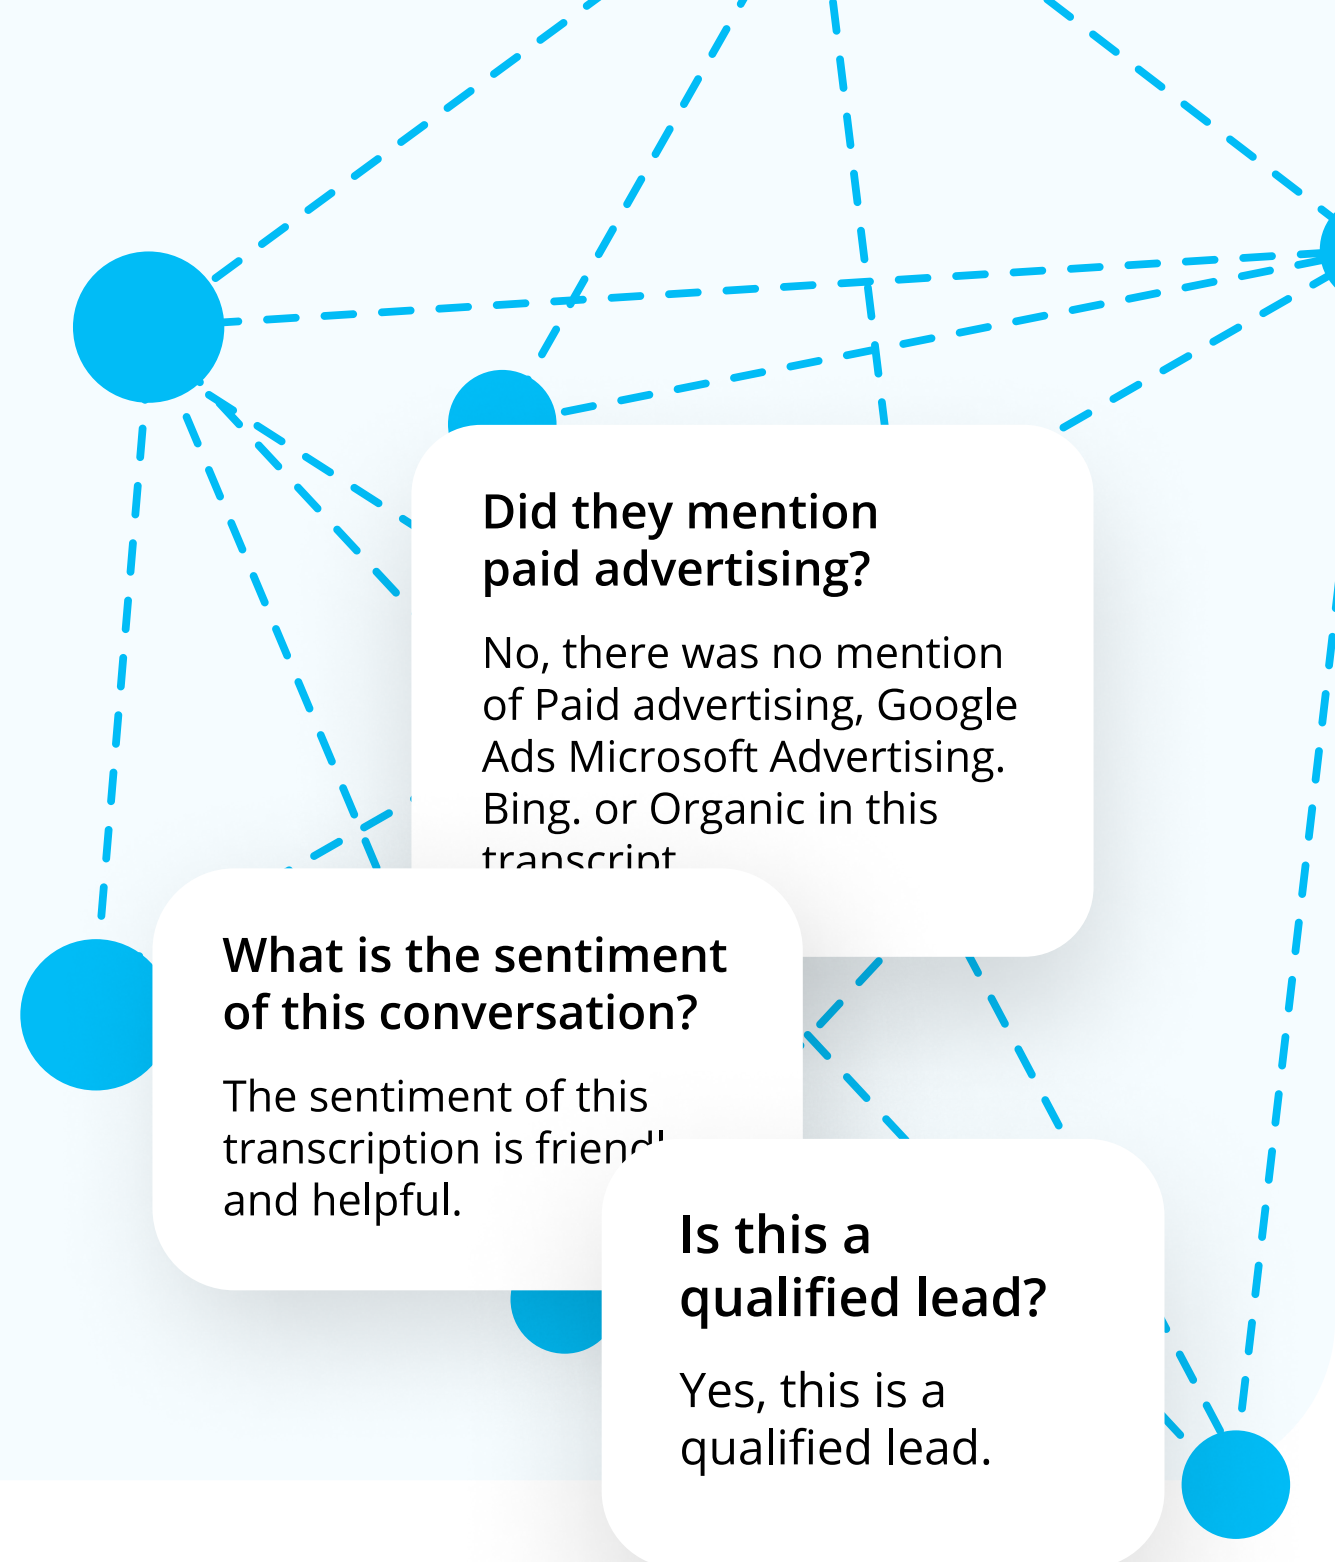 Did they mention
paid advertising?
No, there was no mention
of Paid advertising, Google
Ads Microsoft Advertising.
Bing. or Organic in this
transcript
What is the sentiment
of this conversation?
The sentiment of this
transcription is friendl
and helpful.
Is this a
qualified lead?
Yes, this is a
qualified lead.